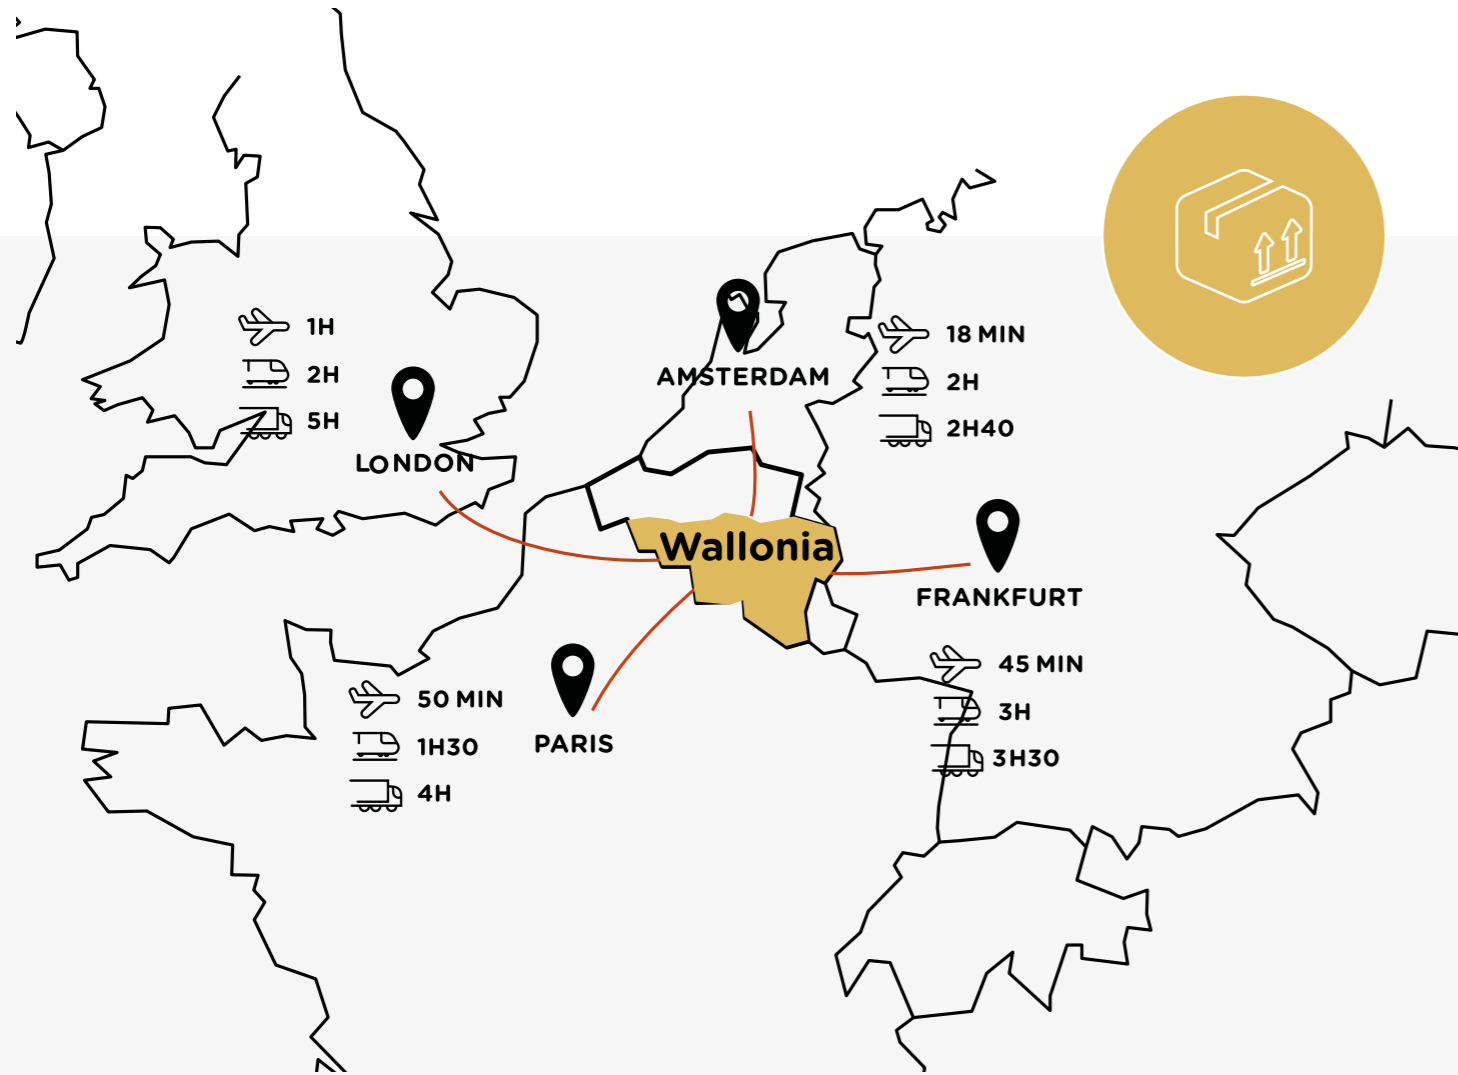 1H
2H
5H
LONDON
AMSTERDAM
18 MIN
2H
2H40
Wallonia
FRANKFURT
45 MIN
3H
3H30
50 MIN
1H30
4H
PARIS